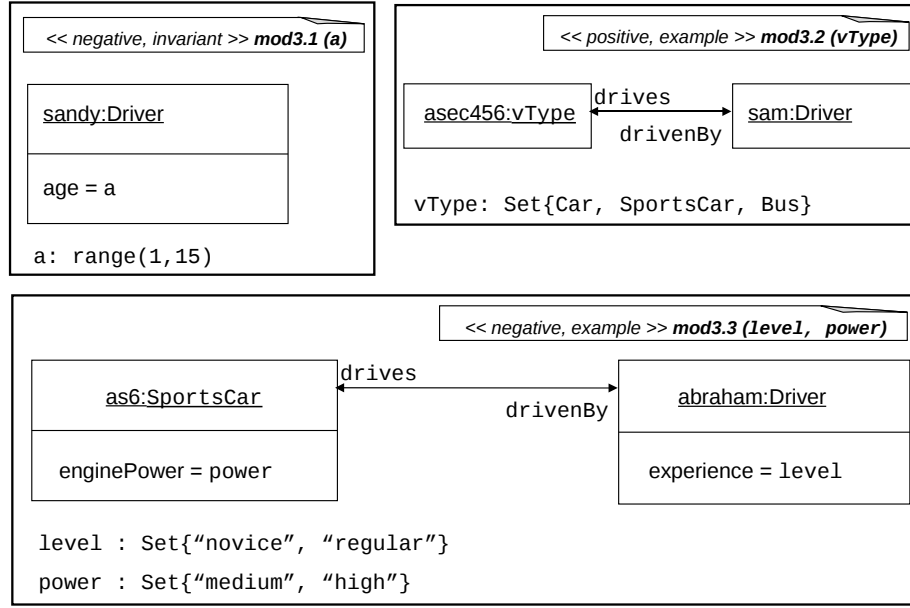 << negative, invariant >> mod3.1 (a)
sandy:Driver
age = a
a: range(1,15)
<< positive, example >> mod3.2 (vType)
asec456:vType
drives
drivenBy
sam:Driver
vType: Set{Car, SportsCar, Bus}
<< negative, example >> mod3.3 (level, power)
as6:SportsCar
enginePower = power
drives
drivenBy
abraham:Driver
experience = level
level : Set{“novice”, “regular”}
power : Set{“medium”, “high”}